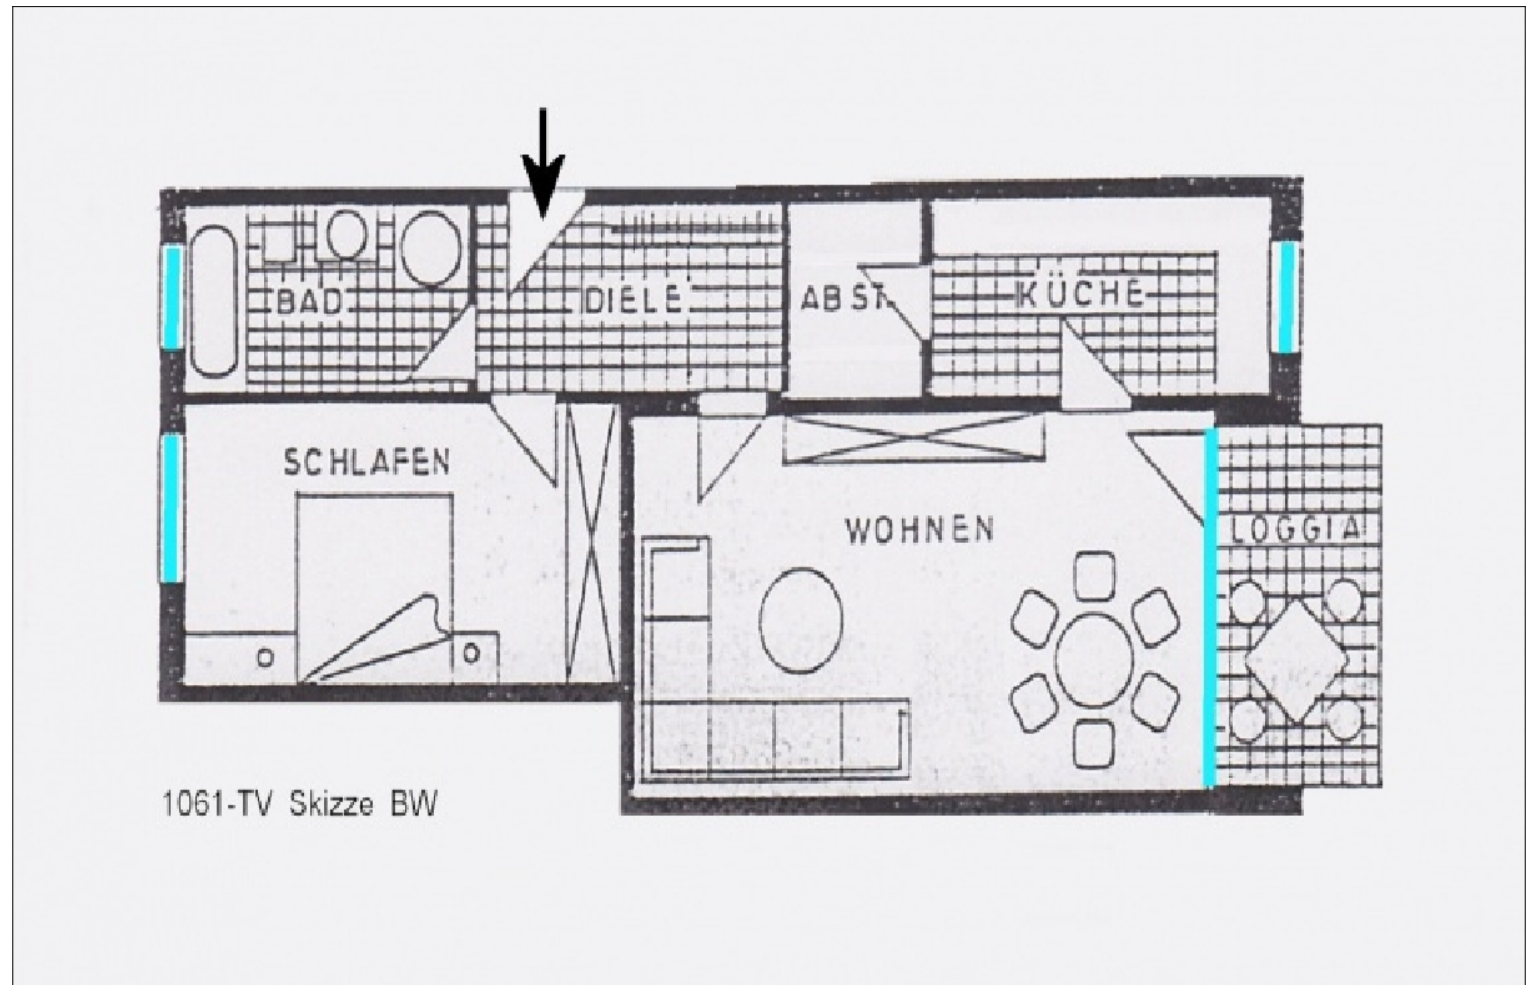 BAD
DIELE
ABST.
KÜCHE
SCHLAFEN
WOHNEN
LOGGIA
1061-TV Skizze BW